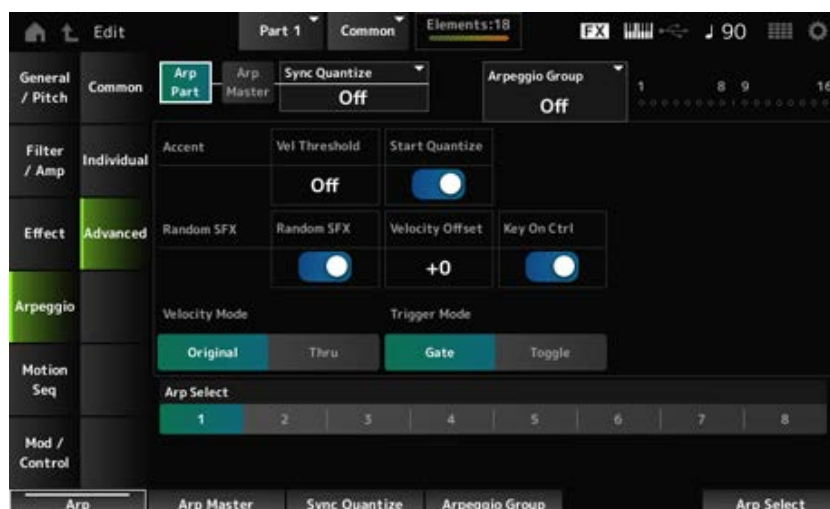 Edit
Part 1
Common
Elements:18
FX
♩ 90
General / Pitch
Filter / Amp
Effect
Arpeggio
Motion Seq
Mod / Control
Common
Individual
Advanced
Arp Part
Arp Master
Sync Quantize
Off
Arpeggio Group
Off
1 8 9 16
Accent
Vel Threshold
Off
Start Quantize
Random SFX
Random SFX
Velocity Offset
+0
Key On Ctrl
Velocity Mode
Original Thru
Trigger Mode
Gate Toggle
Arp Select
1 2 3 4 5 6 7 8
Arp
Arp Master
Sync Quantize
Arpeggio Group
Arp Select